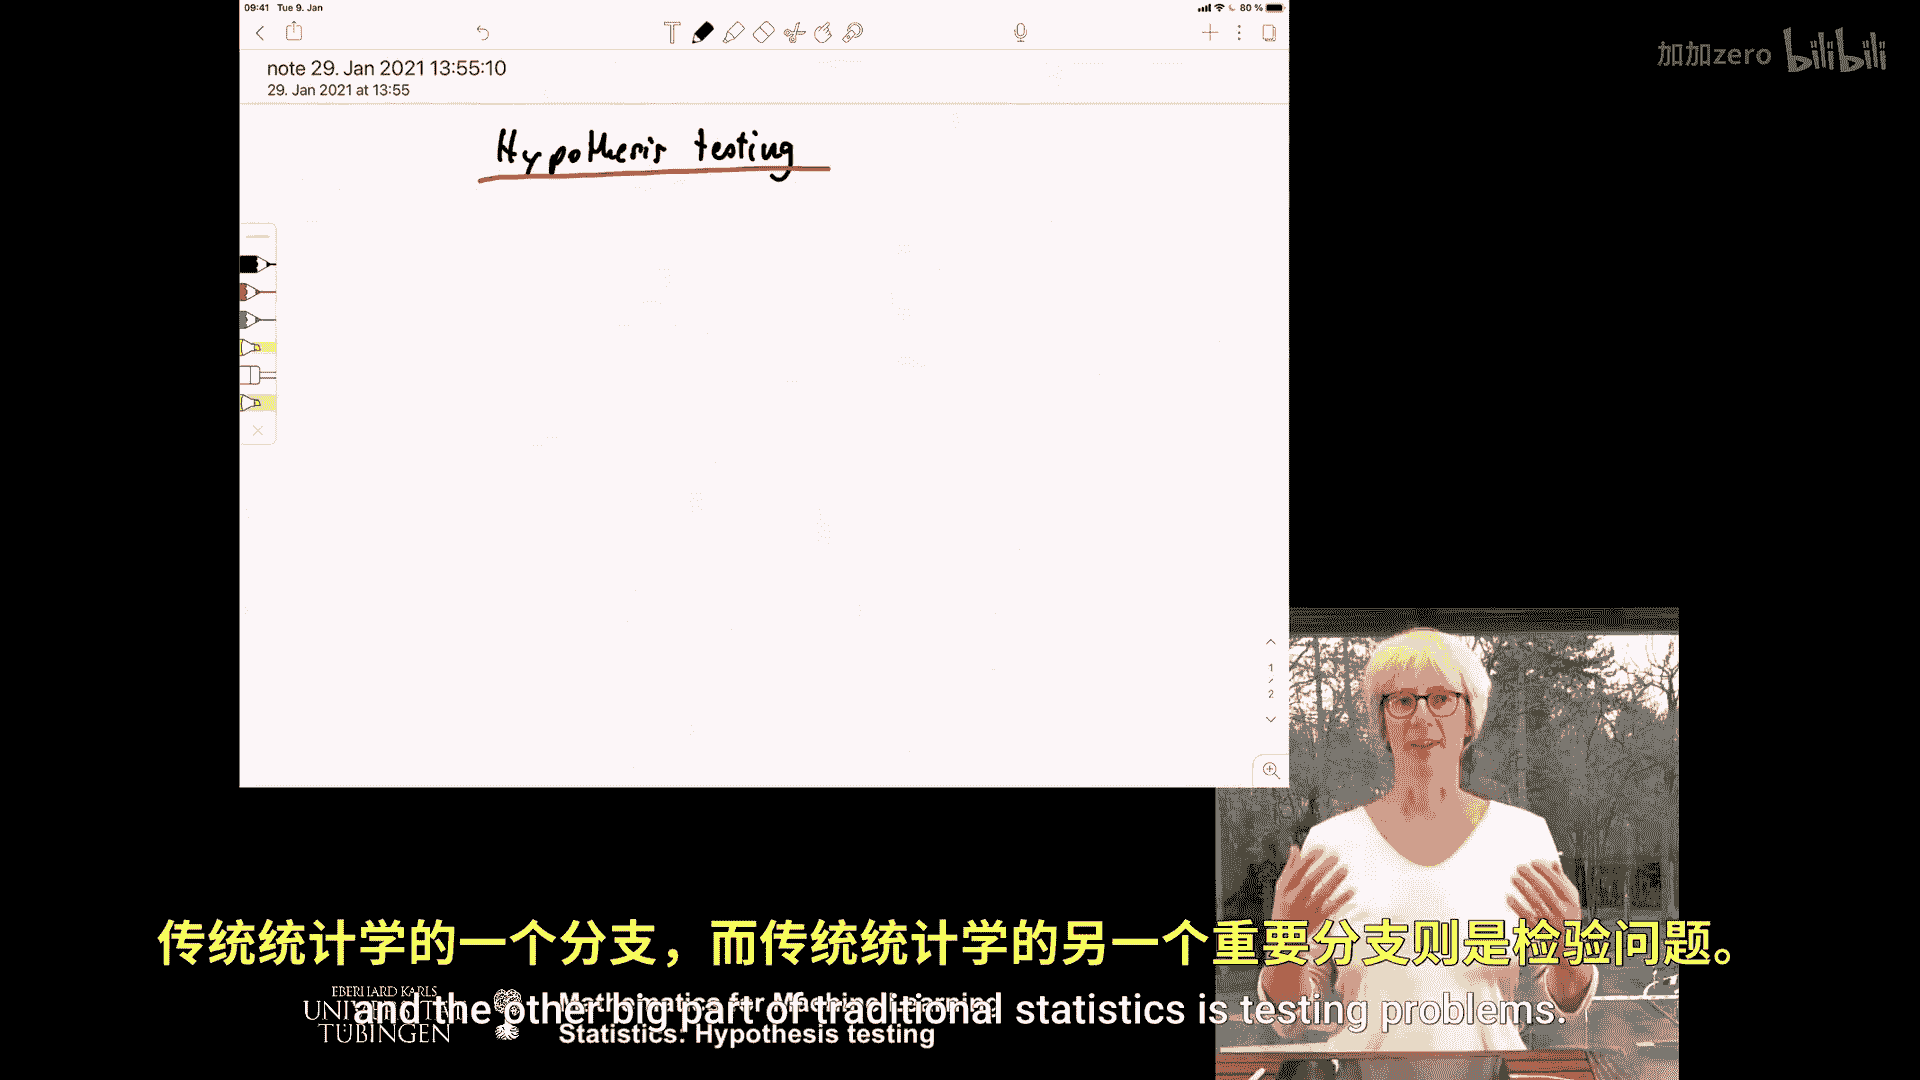 09:41 Tue 9. Jan
80 %
加加zero bilibili
T
note 29. Jan 2021 13:55:10
29. Jan 2021 at 13:55
Hypothesis testing
1
/
2
传统统计学的一个分支，而传统统计学的另一个重要分支则是检验问题。
and the other big part of traditional statistics is testing problems.
EBERHARD KARLS
UNIVERSITÄT
TÜBINGEN
Mathematics for Machine Learning
Statistics: Hypothesis testing